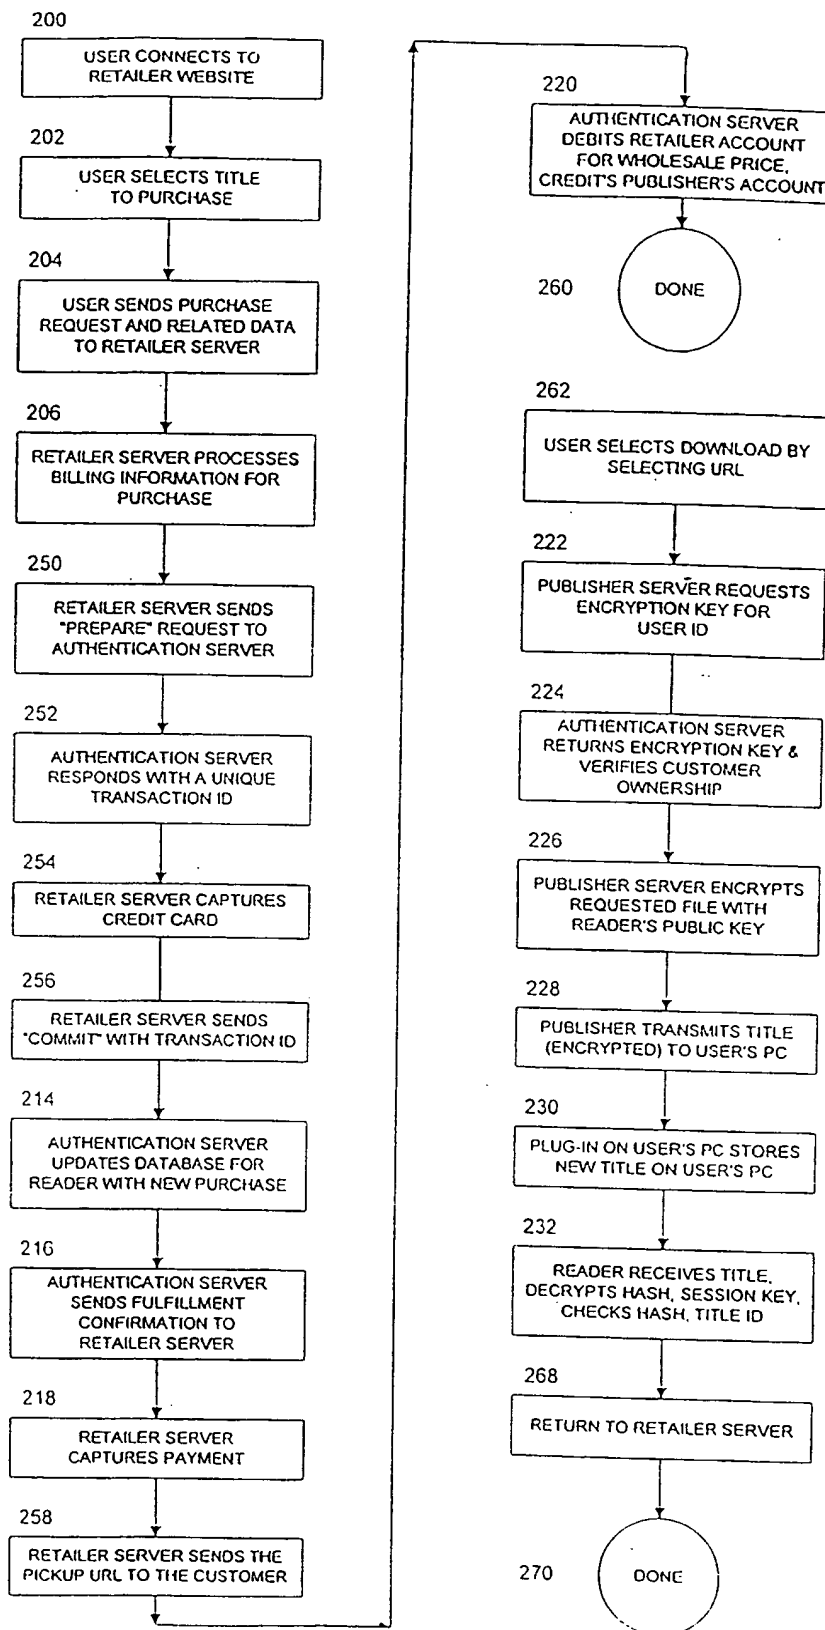 200
USER CONNECTS TO
RETAILER WEBSITE
202
USER SELECTS TITLE
TO PURCHASE
204
USER SENDS PURCHASE
REQUEST AND RELATED DATA
TO RETAILER SERVER
206
RETAILER SERVER PROCESSES
BILLING INFORMATION FOR
PURCHASE
250
RETAILER SERVER SENDS
"PREPARE" REQUEST TO
AUTHENTICATION SERVER
252
AUTHENTICATION SERVER
RESPONDS WITH A UNIQUE
TRANSACTION ID
254
RETAILER SERVER CAPTURES
CREDIT CARD
256
RETAILER SERVER SENDS
"COMMIT" WITH TRANSACTION ID
214
AUTHENTICATION SERVER
UPDATES DATABASE FOR
READER WITH NEW PURCHASE
216
AUTHENTICATION SERVER
SENDS FULFILLMENT
CONFIRMATION TO
RETAILER SERVER
218
RETAILER SERVER
CAPTURES PAYMENT
258
RETAILER SERVER SENDS THE
PICKUP URL TO THE CUSTOMER
220
AUTHENTICATION SERVER
DEBITS RETAILER ACCOUNT
FOR WHOLESALE PRICE,
CREDIT'S PUBLISHER'S ACCOUNT
260
DONE
262
USER SELECTS DOWNLOAD BY
SELECTING URL
222
PUBLISHER SERVER REQUESTS
ENCRYPTION KEY FOR
USER ID
224
AUTHENTICATION SERVER
RETURNS ENCRYPTION KEY &
VERIFIES CUSTOMER
OWNERSHIP
226
PUBLISHER SERVER ENCRYPTS
REQUESTED FILE WITH
READER'S PUBLIC KEY
228
PUBLISHER TRANSMITS TITLE
(ENCRYPTED) TO USER'S PC
230
PLUG-IN ON USER'S PC STORES
NEW TITLE ON USER'S PC
232
READER RECEIVES TITLE,
DECRYPTS HASH, SESSION KEY,
CHECKS HASH, TITLE ID
268
RETURN TO RETAILER SERVER
270
DONE